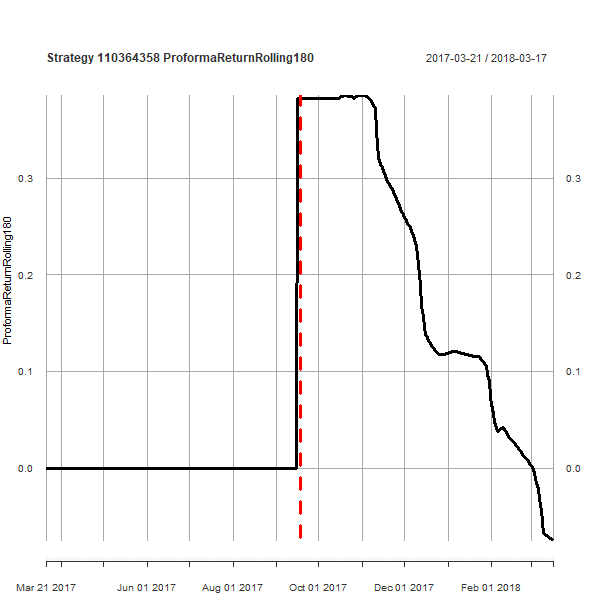 Strategy 110364358 ProformaReturnRolling180
2017-03-21 / 2018-03-17
ProformaReturnRolling180
0.3
0.3
0.2
0.2
0.1
0.1
0.0
0.0
Mar 21 2017
Jun 01 2017
Aug 01 2017
Oct 01 2017
Dec 01 2017
Feb 01 2018